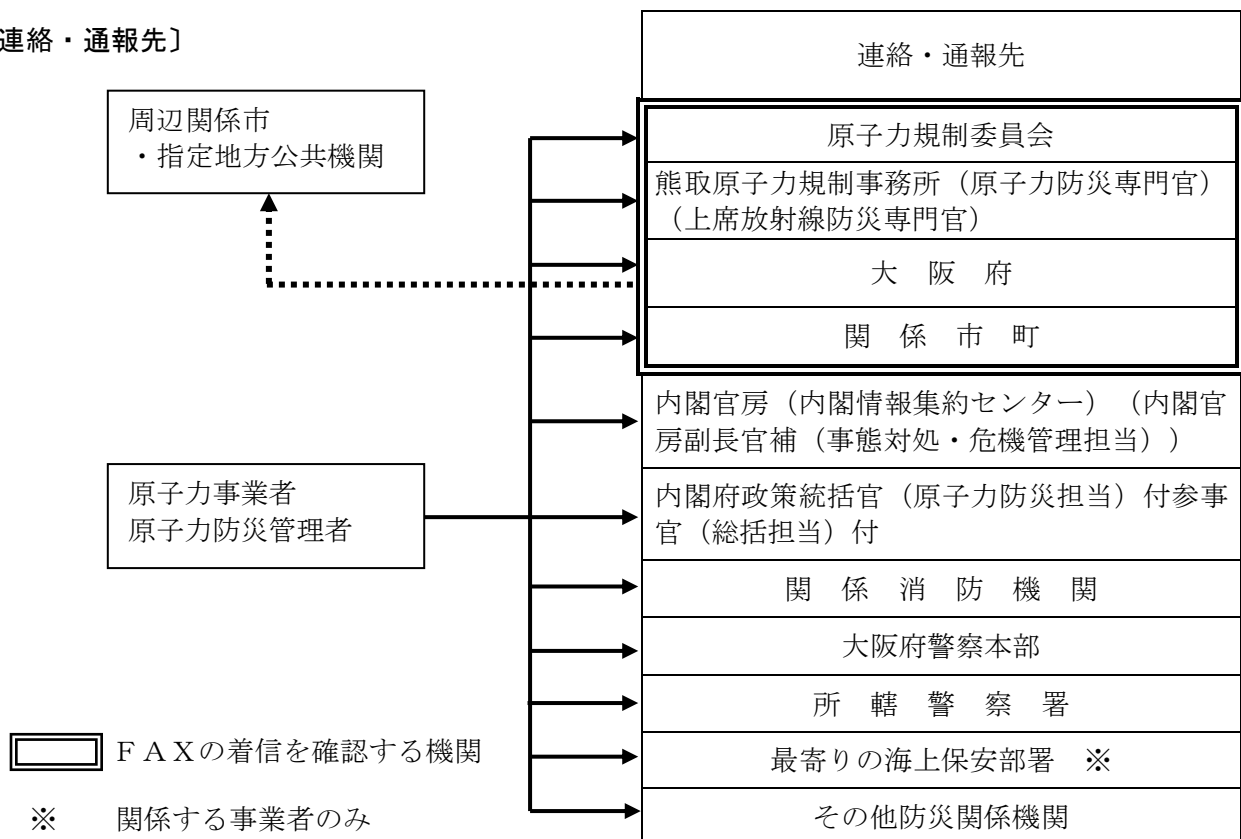 連絡・通報先〕
連絡・通報先
周辺関係市
・指定地方公共機関
原子力規制委員会
熊取原子力規制事務所（原子力防災専門官）
（上席放射線防災専門官）
大　阪　府
関　係　市　町
内閣官房（内閣情報集約センター）（内閣官
房副長官補（事態対処・危機管理担当））
原子力事業者
原子力防災管理者
内閣府政策統括官（原子力防災担当）付参事
官（総括担当）付
関　係　消　防　機　関
大阪府警察本部
所　轄　警　察　署
最寄りの海上保安部署　※
その他防災関係機関
ＦＡＸの着信を確認する機関
※　関係する事業者のみ